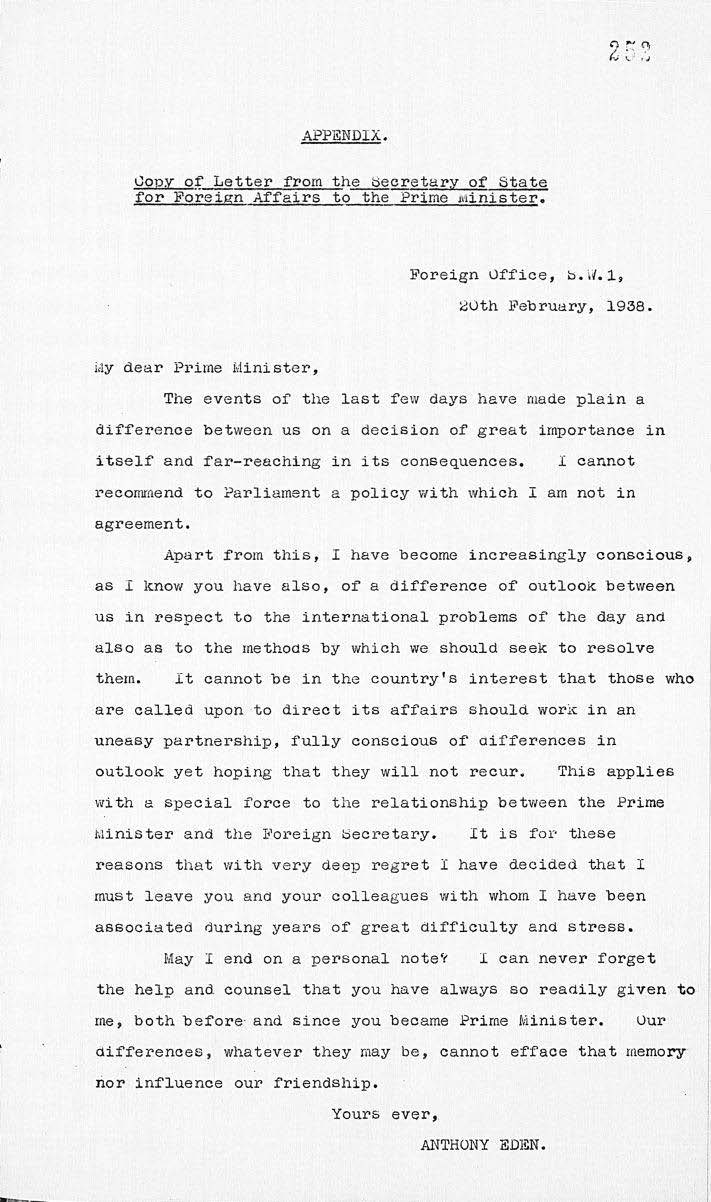 252
APPENDIX.
Copy of Letter from the Secretary of State
for Foreign Affairs to the Prime Minister.
Foreign Office, S.W.1,
20th February, 1938.
My dear Prime Minister,
The events of the last few days have made plain a
difference between us on a decision of great importance in
itself and far-reaching in its consequences. I cannot
recommend to Parliament a policy with which I am not in
agreement.
Apart from this, I have become increasingly conscious,
as I know you have also, of a difference of outlook between
us in respect to the international problems of the day and
also as to the methods by which we should seek to resolve
them. It cannot be in the country's interest that those who
are called upon to direct its affairs should work in an
uneasy partnership, fully conscious of differences in
outlook yet hoping that they will not recur. This applies
with a special force to the relationship between the Prime
Minister and the Foreign Secretary. It is for these
reasons that with very deep regret I have decided that I
must leave you and your colleagues with whom I have been
associated during years of great difficulty and stress.
May I end on a personal note? I can never forget
the help and counsel that you have always so readily given to
me, both before and since you became Prime Minister. Our
differences, whatever they may be, cannot efface that memory
nor influence our friendship.
Yours ever,
ANTHONY EDEN.